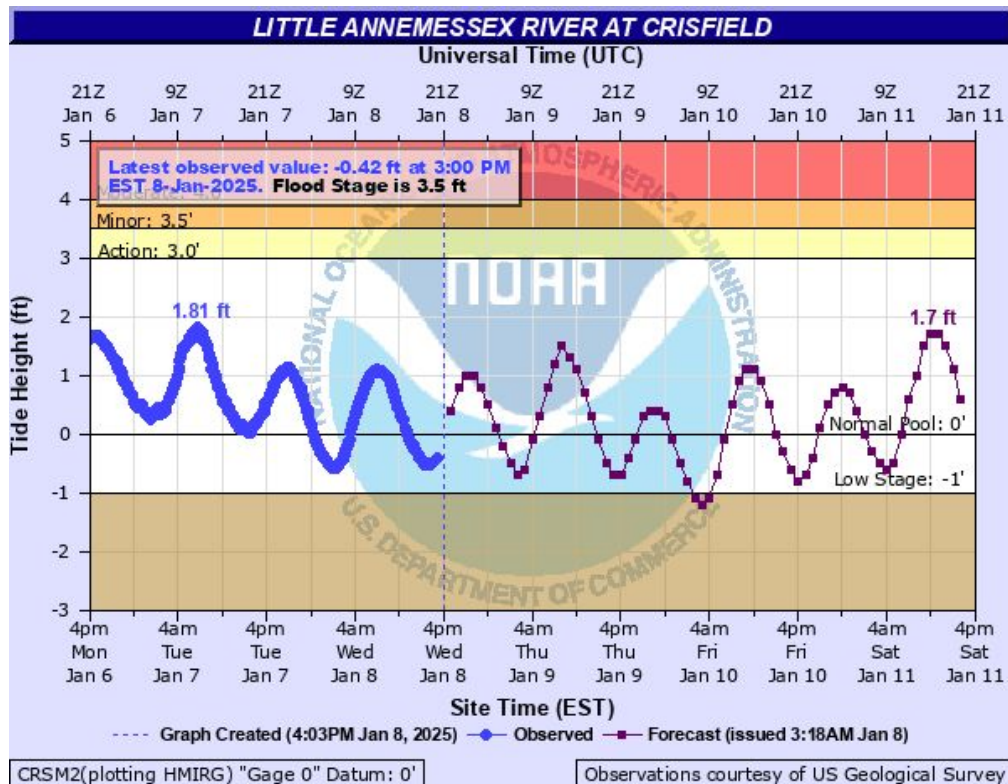 LITTLE ANNEMESSEX RIVER AT CRISFIELD
Universal Time (UTC)
21Z 9Z 21Z 9Z 21Z 9Z 21Z 9Z 21Z 9Z 21Z
Jan 6 Jan 7 Jan 7 Jan 8 Jan 8 Jan 9 Jan 9 Jan 10 Jan 10 Jan 11 Jan 11
Latest observed value: -0.42 ft at 3:00 PM
EST 8-Jan-2025. Flood Stage is 3.5 ft
Moderate: 4.0'
Minor: 3.5'
Action: 3.0'
NATIONAL OCEANIC AND ATMOSPHERIC ADMINISTRATION
NOAA
U.S. DEPARTMENT OF COMMERCE
1.81 ft
1.7 ft
Normal Pool: 0'
Low Stage: -1'
Tide Height (ft)
5
4
3
2
1
0
-1
-2
-3
4pm 4am 4pm 4am 4pm 4am 4pm 4am 4pm 4am 4pm
Mon Tue Tue Wed Wed Thu Thu Fri Fri Sat Sat
Jan 6 Jan 7 Jan 7 Jan 8 Jan 8 Jan 9 Jan 9 Jan 10 Jan 10 Jan 11 Jan 11
Site Time (EST)
Graph Created (4:03PM Jan 8, 2025) Observed Forecast (issued 3:18AM Jan 8)
CRSM2(plotting HMIRG) "Gage 0" Datum: 0'
Observations courtesy of US Geological Survey